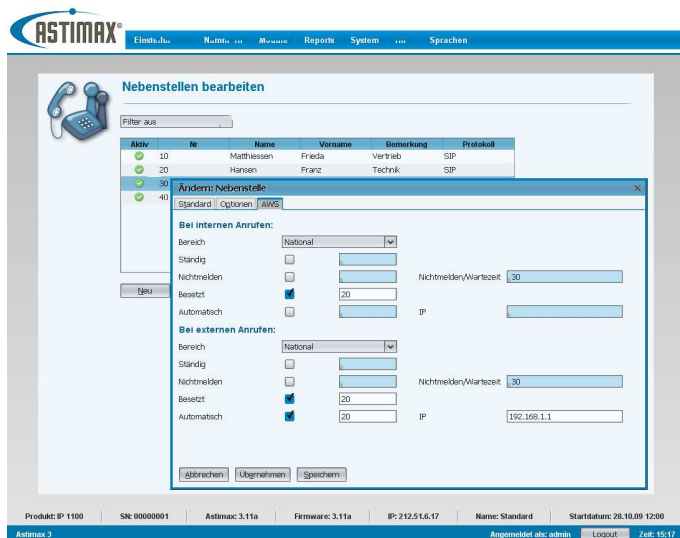 ASTIMAX®
Reports System Sprachen
Nebenstellen bearbeiten
Filter aus
Aktiv Nr Name Vorname Bemerkung Protokoll
10 Matthiessen Frieda Vertrieb SIP
20 Hansen Franz Technik SIP
30
40
Ändern: Nebenstelle
Standard Optionen AWS
Bei internen Anrufen:
Bereich National
Ständig
Nichtmelden Nichtmelden/Wartezeit 30
Besetzt 20
Automatisch IP
Bei externen Anrufen:
Bereich National
Ständig
Nichtmelden Nichtmelden/Wartezeit 30
Besetzt 20
Automatisch 20 IP 192.168.1.1
Neu
Abbrechen Übernehmen Speichern
Produkt: IP 1100 SN: 00000001 Astimax: 3.11a Firmware: 3.11a IP: 212.51.6.17 Name: Standard Startdatum: 28.10.09 12:00
Astimax 3 Angemeldet als: admin Logout Zeit: 15:17